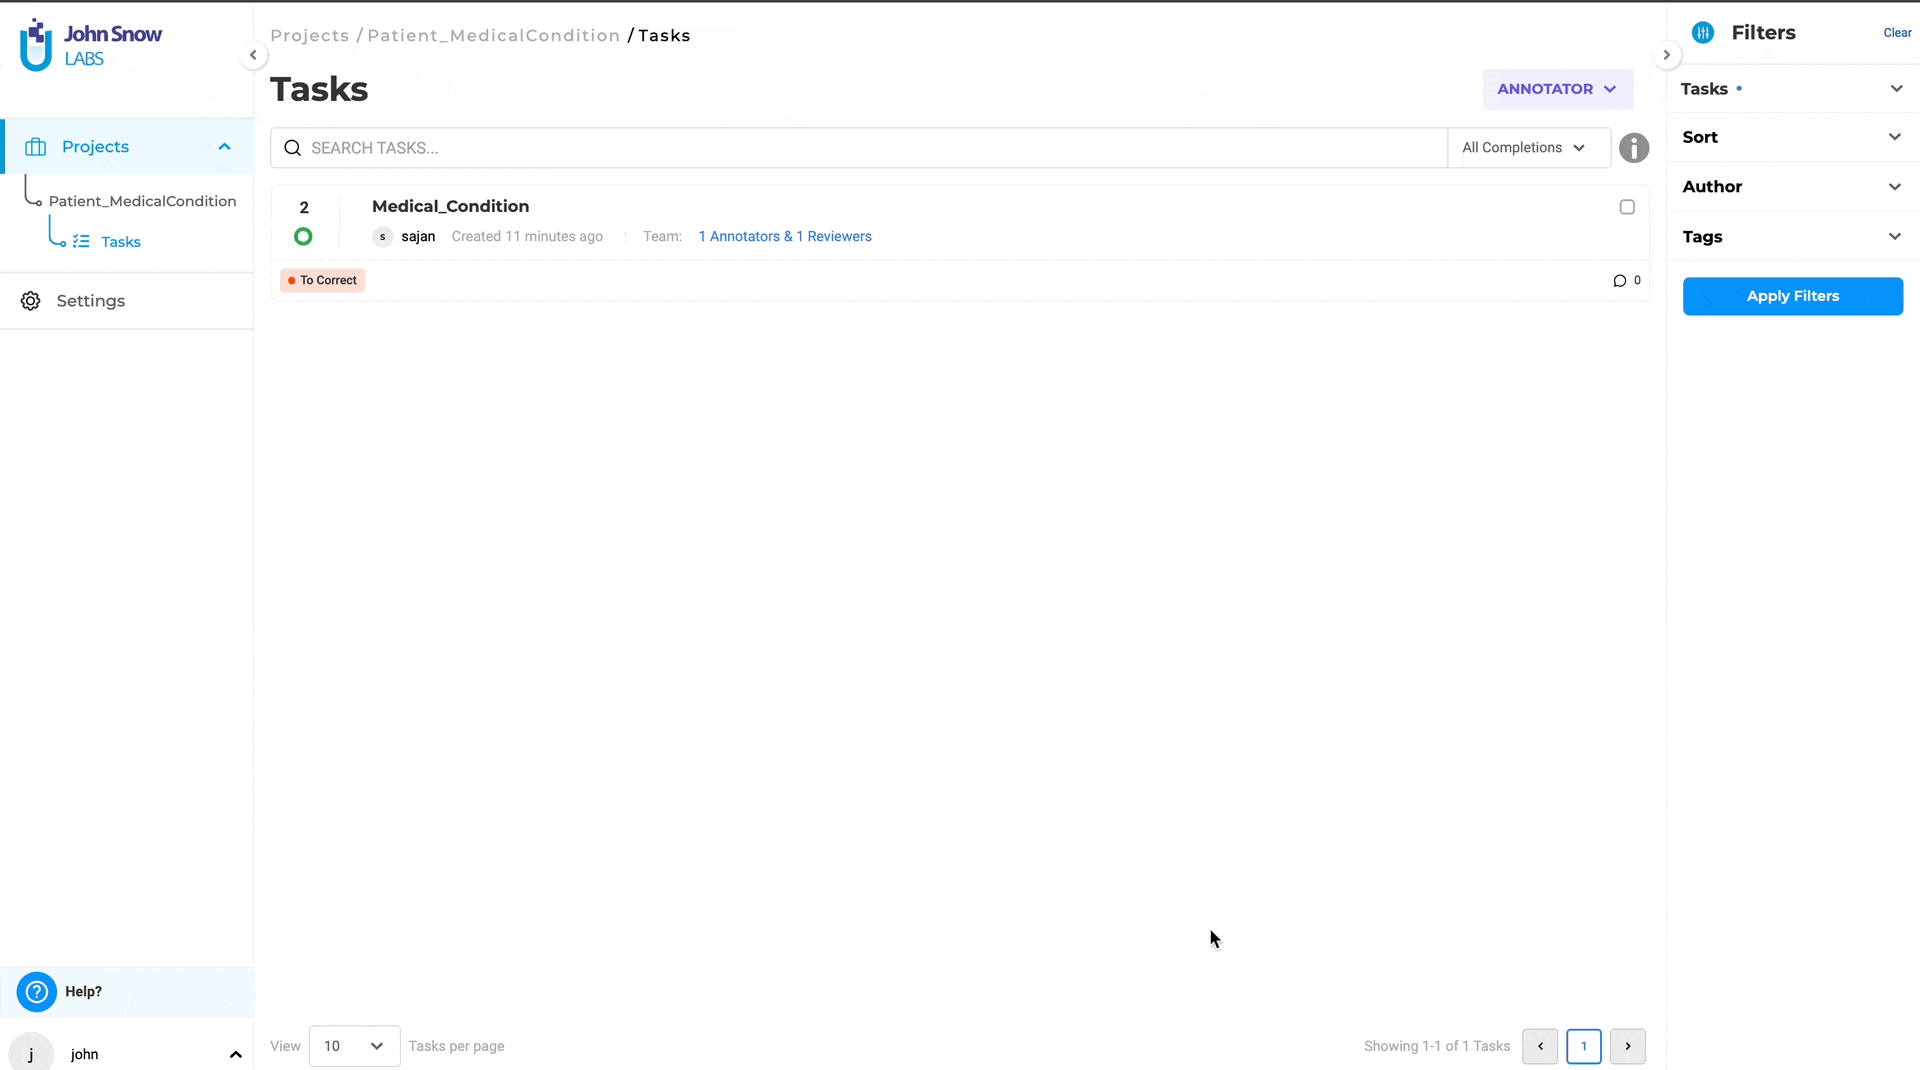 John Snow
LABS
Projects
Patient_MedicalCondition
Tasks
Settings
Help?
j
john
Projects / Patient_MedicalCondition / Tasks
Tasks
ANNOTATOR
SEARCH TASKS...
All Completions
2
Medical_Condition
s sajan Created 11 minutes ago Team: 1 Annotators & 1 Reviewers
To Correct
0
View 10 Tasks per page
Showing 1-1 of 1 Tasks
1
Filters
Clear
Tasks
Sort
Author
Tags
Apply Filters